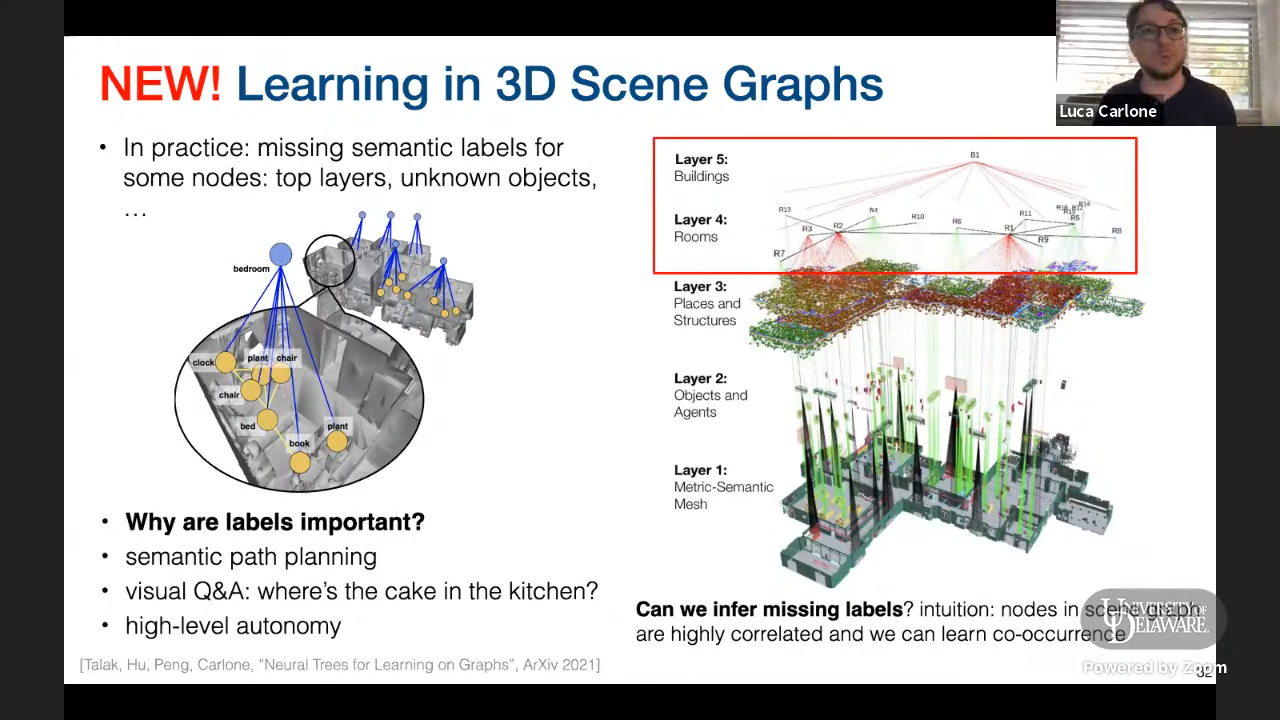 NEW! Learning in 3D Scene Graphs
Luca Carlone
• In practice: missing semantic labels for
some nodes: top layers, unknown objects,
…
bedroom
clock
plant
chair
chair
bed
book
plant
• Why are labels important?
• semantic path planning
• visual Q&A: where's the cake in the kitchen?
• high-level autonomy
[Talak, Hu, Peng, Carlone, "Neural Trees for Learning on Graphs", ArXiv 2021]
Layer 5:
Buildings
B1
Layer 4:
Rooms
R13
R3
R2
R4
R10
R6
R11
R14
R5
R1
R9
R8
R7
Layer 3:
Places and
Structures
Layer 2:
Objects and
Agents
Layer 1:
Metric-Semantic
Mesh
Can we infer missing labels? intuition: nodes in scene graph
are highly correlated and we can learn co-occurrence
UNIVERSITY OF
DELAWARE.
Powered by Zoom
32